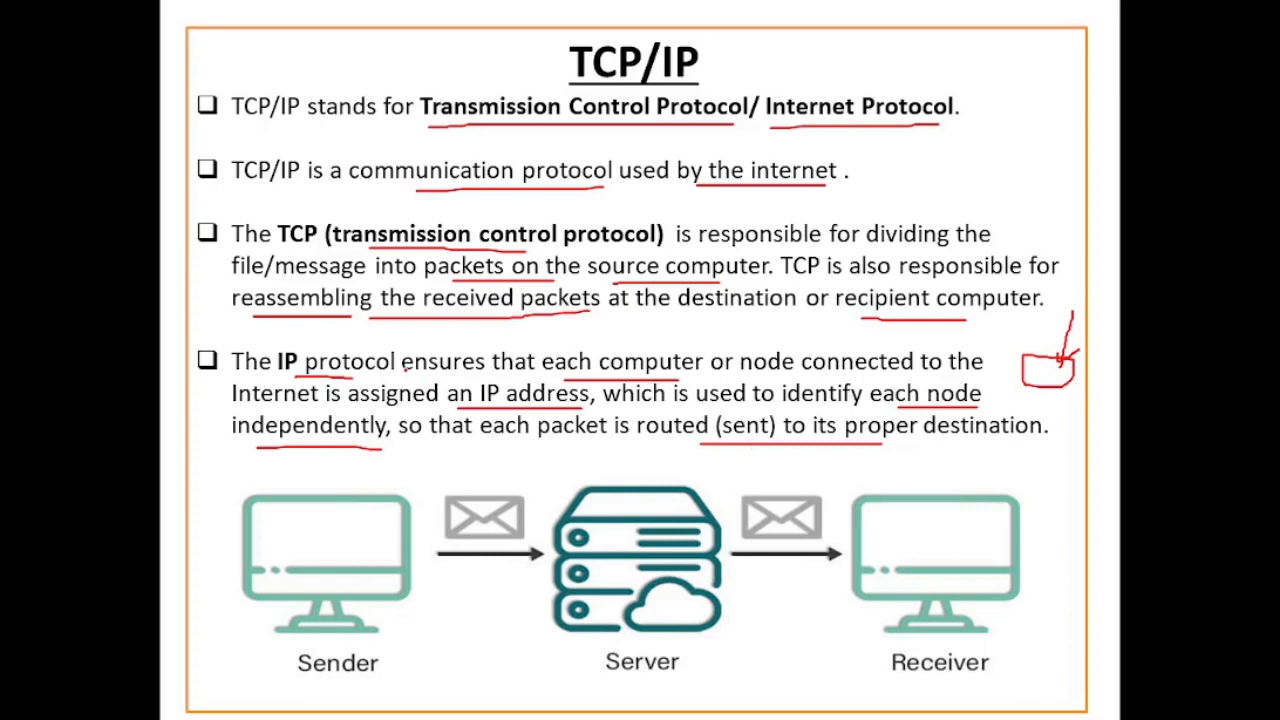 TCP/IP
❑ TCP/IP stands for Transmission Control Protocol/ Internet Protocol.
❑ TCP/IP is a communication protocol used by the internet .
❑ The TCP (transmission control protocol) is responsible for dividing the
file/message into packets on the source computer. TCP is also responsible for
reassembling the received packets at the destination or recipient computer.
❑ The IP protocol ensures that each computer or node connected to the
Internet is assigned an IP address, which is used to identify each node
independently, so that each packet is routed (sent) to its proper destination.
Sender
Server
Receiver